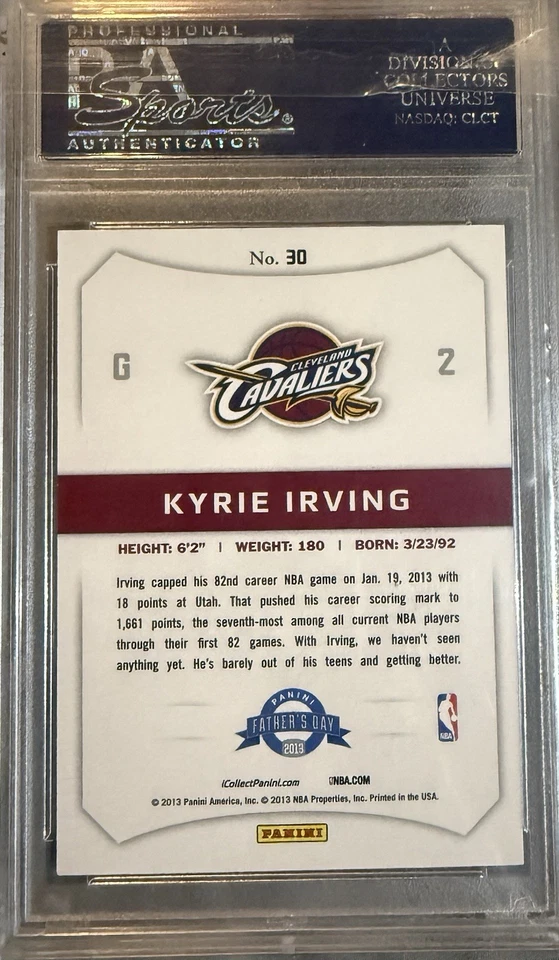 PROFESSIONAL
PSA
Sports®
AUTHENTICATOR
A
DIVISION OF
COLLECTORS
UNIVERSE
NASDAQ: CLCT
No. 30
G
2
CLEVELAND
CAVALIERS
KYRIE IRVING
HEIGHT: 6'2" | WEIGHT: 180 | BORN: 3/23/92
Irving capped his 82nd career NBA game on Jan. 19, 2013 with
18 points at Utah. That pushed his career scoring mark to
1,661 points, the seventh-most among all current NBA players
through their first 82 games. With Irving, we haven't seen
anything yet. He's barely out of his teens and getting better.
PANINI
FATHER'S DAY
2013
NBA
iCollectPanini.com
NBA.COM
© 2013 Panini America, Inc. © 2013 NBA Properties, Inc. Printed in the USA.
PANINI